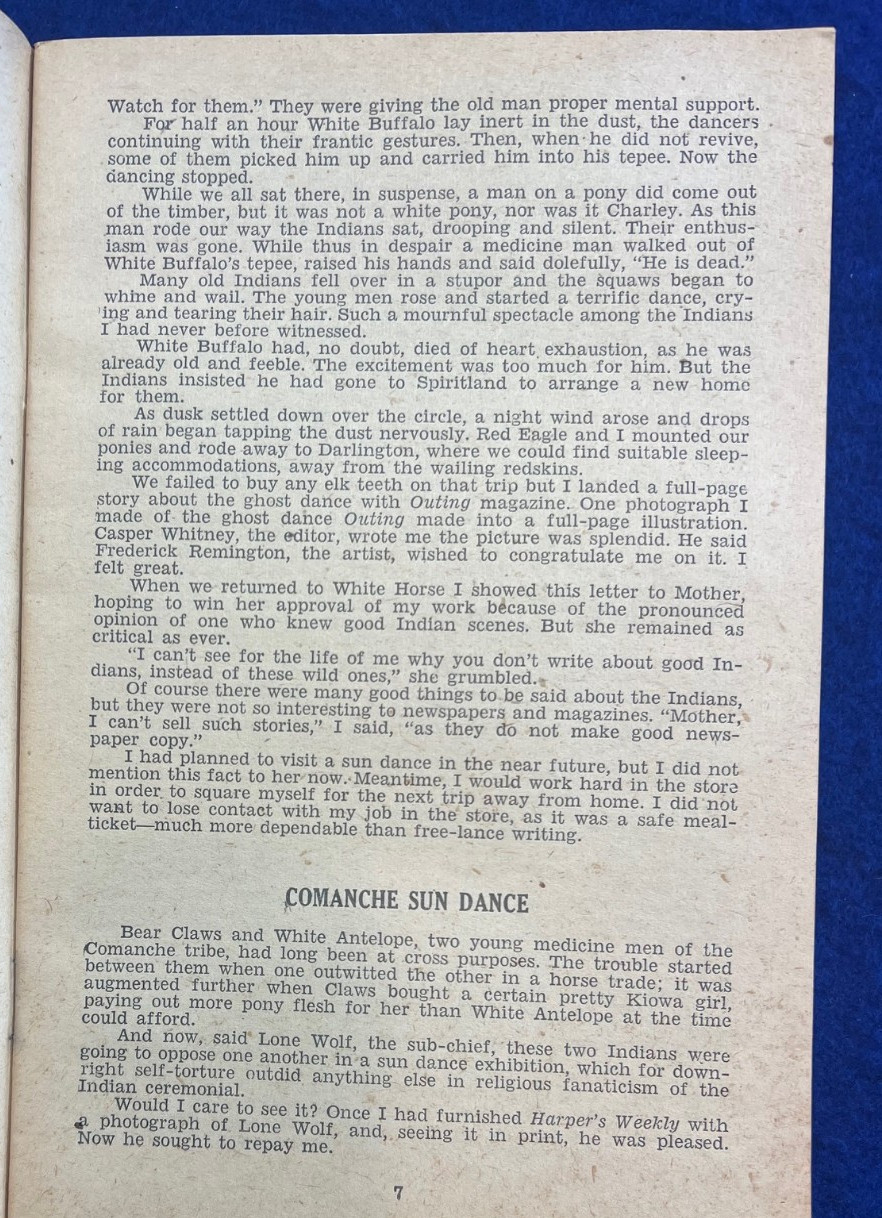 Watch for them." They were giving the old man proper mental support.
For half an hour White Buffalo lay inert in the dust, the dancers
continuing with their frantic gestures. Then, when he did not revive,
some of them picked him up and carried him into his tepee. Now the
dancing stopped.
While we all sat there, in suspense, a man on a pony did come out
of the timber, but it was not a white pony, nor was it Charley. As this
man rode our way the Indians sat, drooping and silent. Their enthus-
iasm was gone. While thus in despair a medicine man walked out of
White Buffalo's tepee, raised his hands and said dolefully, "He is dead."
Many old Indians fell over in a stupor and the squaws began to
whine and wail. The young men rose and started a terrific dance, cry-
ing and tearing their hair. Such a mournful spectacle among the Indians
I had never before witnessed.
White Buffalo had, no doubt, died of heart exhaustion, as he was
already old and feeble. The excitement was too much for him. But the
Indians insisted he had gone to Spiritland to arrange a new home
for them.
As dusk settled down over the circle, a night wind arose and drops
of rain began tapping the dust nervously. Red Eagle and I mounted our
ponies and rode away to Darlington, where we could find suitable sleep-
ing accommodations, away from the wailing redskins.
We failed to buy any elk teeth on that trip but I landed a full-page
story about the ghost dance with Outing magazine. One photograph I
made of the ghost dance Outing made into a full-page illustration.
Casper Whitney, the editor, wrote me the picture was splendid. He said
Frederick Remington, the artist, wished to congratulate me on it. I
felt great.
When we returned to White Horse I showed this letter to Mother,
hoping to win her approval of my work because of the pronounced
opinion of one who knew good Indian scenes. But she remained as
critical as ever.
"I can't see for the life of me why you don't write about good In-
dians, instead of these wild ones," she grumbled.
Of course there were many good things to be said about the Indians,
but they were not so interesting to newspapers and magazines. "Mother,
I can't sell such stories," I said, "as they do not make good news-
paper copy."
I had planned to visit a sun dance in the near future, but I did not
mention this fact to her now. Meantime, I would work hard in the store
in order to square myself for the next trip away from home. I did not
want to lose contact with my job in the store, as it was a safe meal-
ticket—much more dependable than free-lance writing.
COMANCHE SUN DANCE
Bear Claws and White Antelope, two young medicine men of the
Comanche tribe, had long been at cross purposes. The trouble started
between them when one outwitted the other in a horse trade; it was
augmented further when Claws bought a certain pretty Kiowa girl,
paying out more pony flesh for her than White Antelope at the time
could afford.
And now, said Lone Wolf, the sub-chief, these two Indians were
going to oppose one another in a sun dance exhibition, which for down-
right self-torture outdid anything else in religious fanaticism of the
Indian ceremonial.
Would I care to see it? Once I had furnished Harper's Weekly with
a photograph of Lone Wolf, and, seeing it in print, he was pleased.
Now he sought to repay me.
7